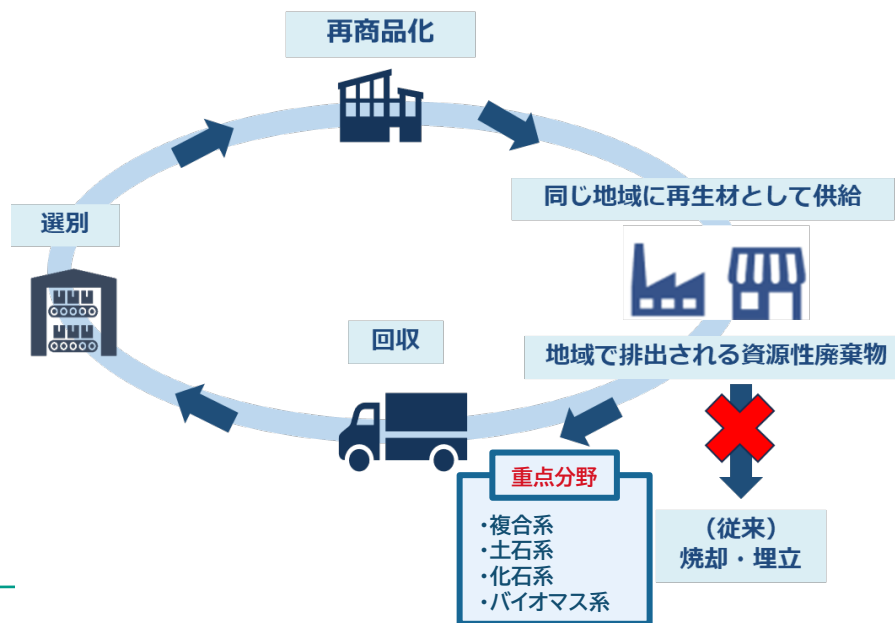 再商品化
同じ地域に再生材として供給
選別
回収
地域で排出される資源性廃棄物
重点分野
・複合系
・土石系
・化石系
・バイオマス系
（従来）
焼却・埋立